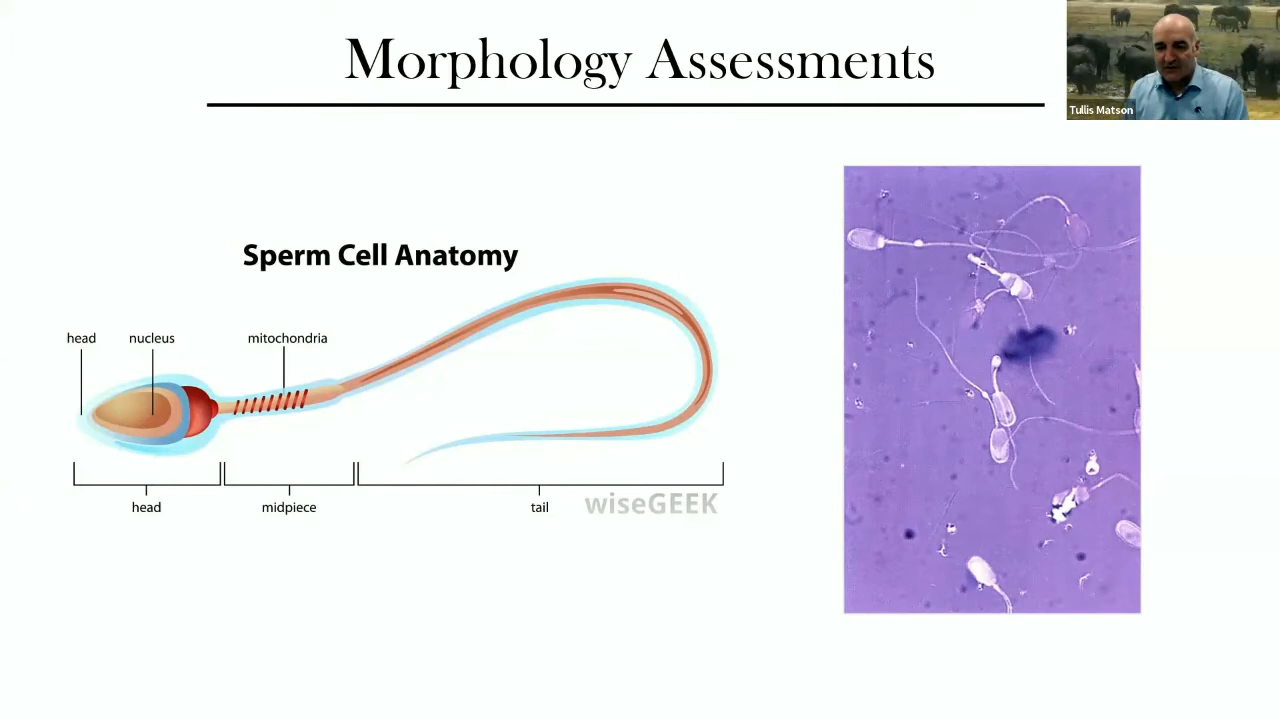 Morphology Assessments
Tullis Matson
Sperm Cell Anatomy
head nucleus mitochondria
head midpiece tail
wiseGEEK